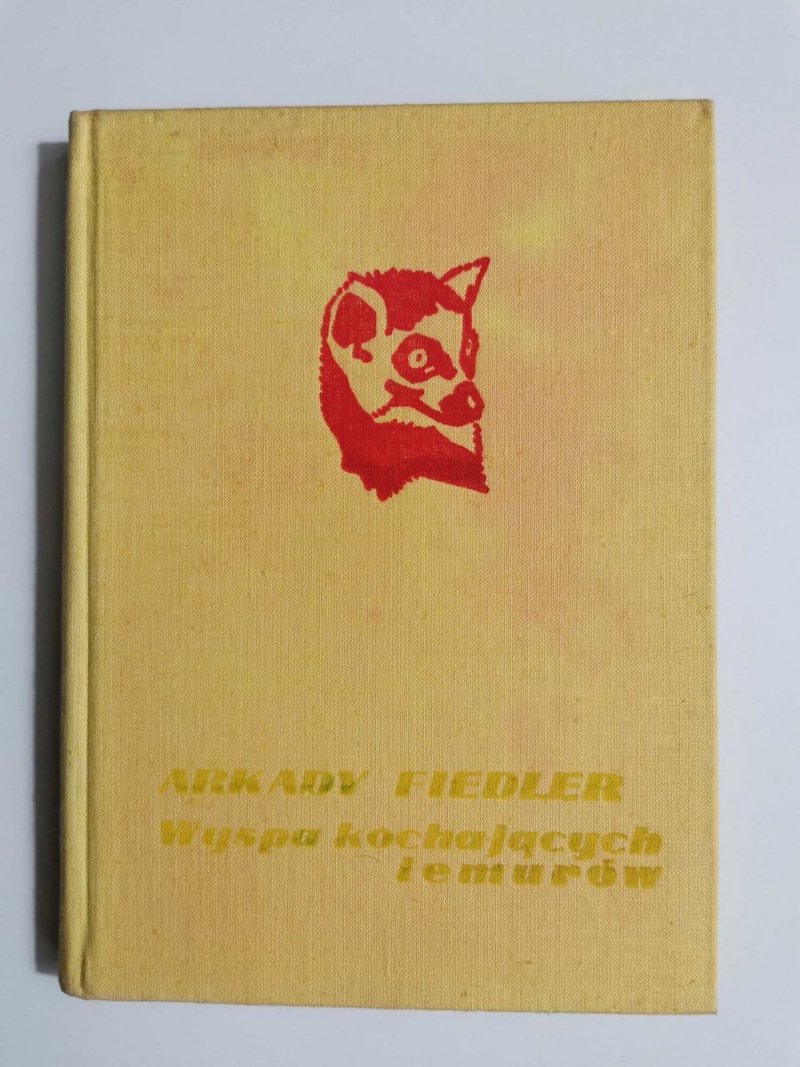 ARKADY FIEDLER
Wyspa kochających
lemurów